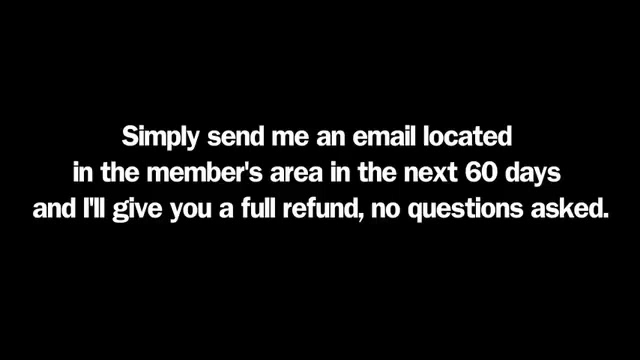 Simply send me an email located
in the member's area in the next 60 days
and I'll give you a full refund, no questions asked.